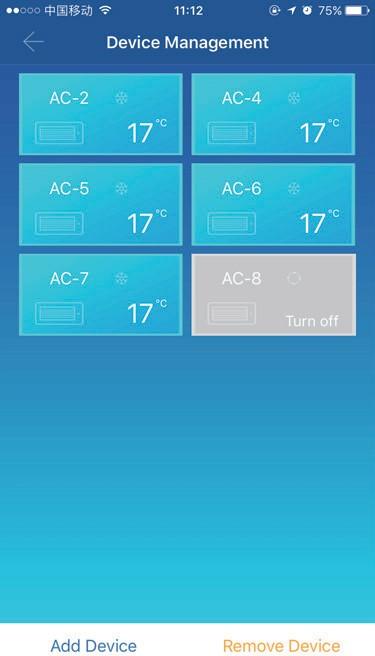 中国移动 11:12 75%
Device Management
AC-2 AC-4
17°C 17°C
AC-5 AC-6
17°C 17°C
AC-7 AC-8
17°C Turn off
Add Device Remove Device